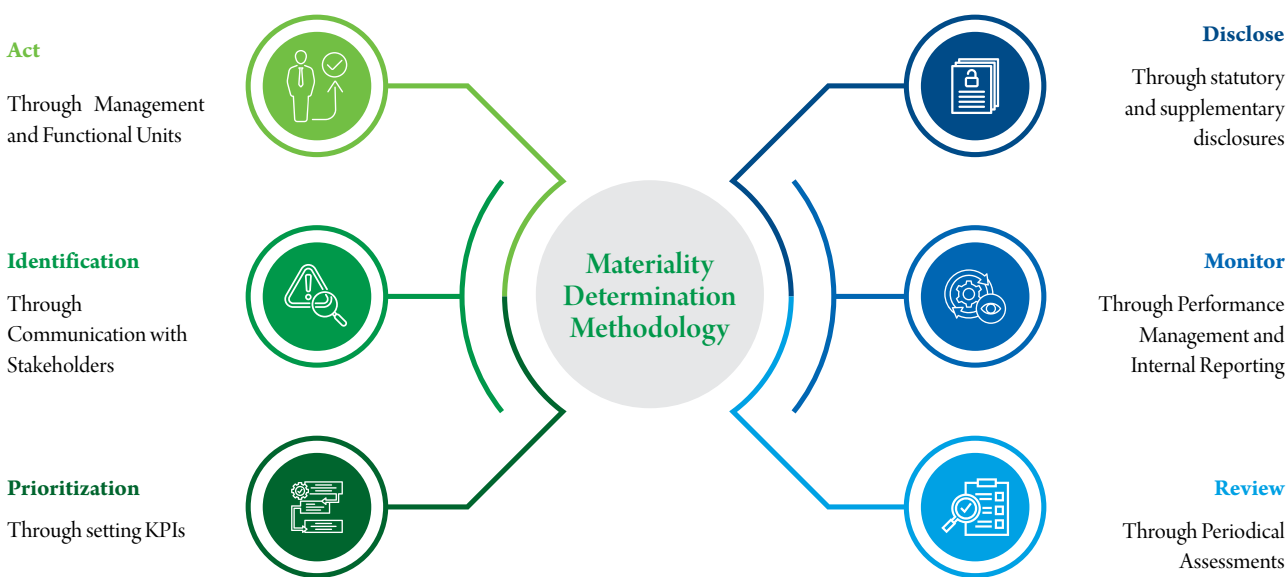 Act
Through Management
and Functional Units
Identification
Through
Communication with
Stakeholders
Prioritization
Through setting KPIs
Materiality
Determination
Methodology
Disclose
Through statutory
and supplementary
disclosures
Monitor
Through Performance
Management and
Internal Reporting
Review
Through Periodical
Assessments